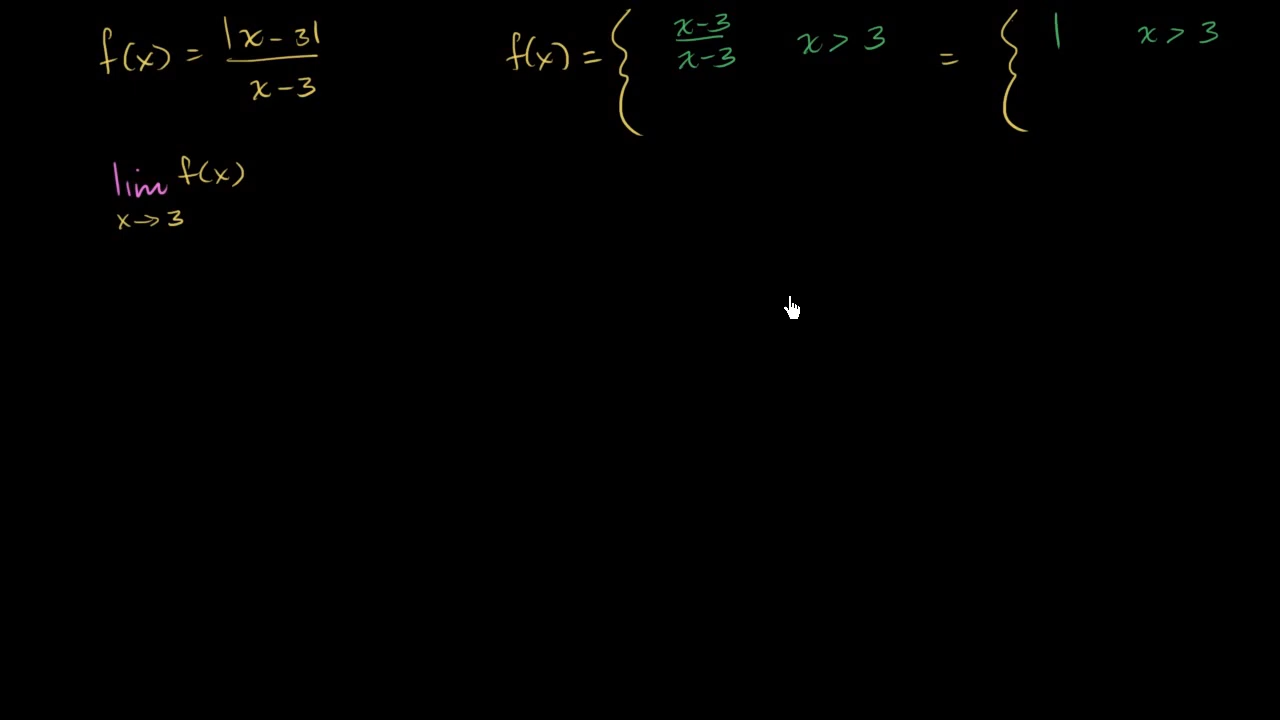 f(x) = |x-3| / x-3
f(x) = { x-3 / x-3   x > 3   = { 1   x > 3
lim f(x)
x → 3